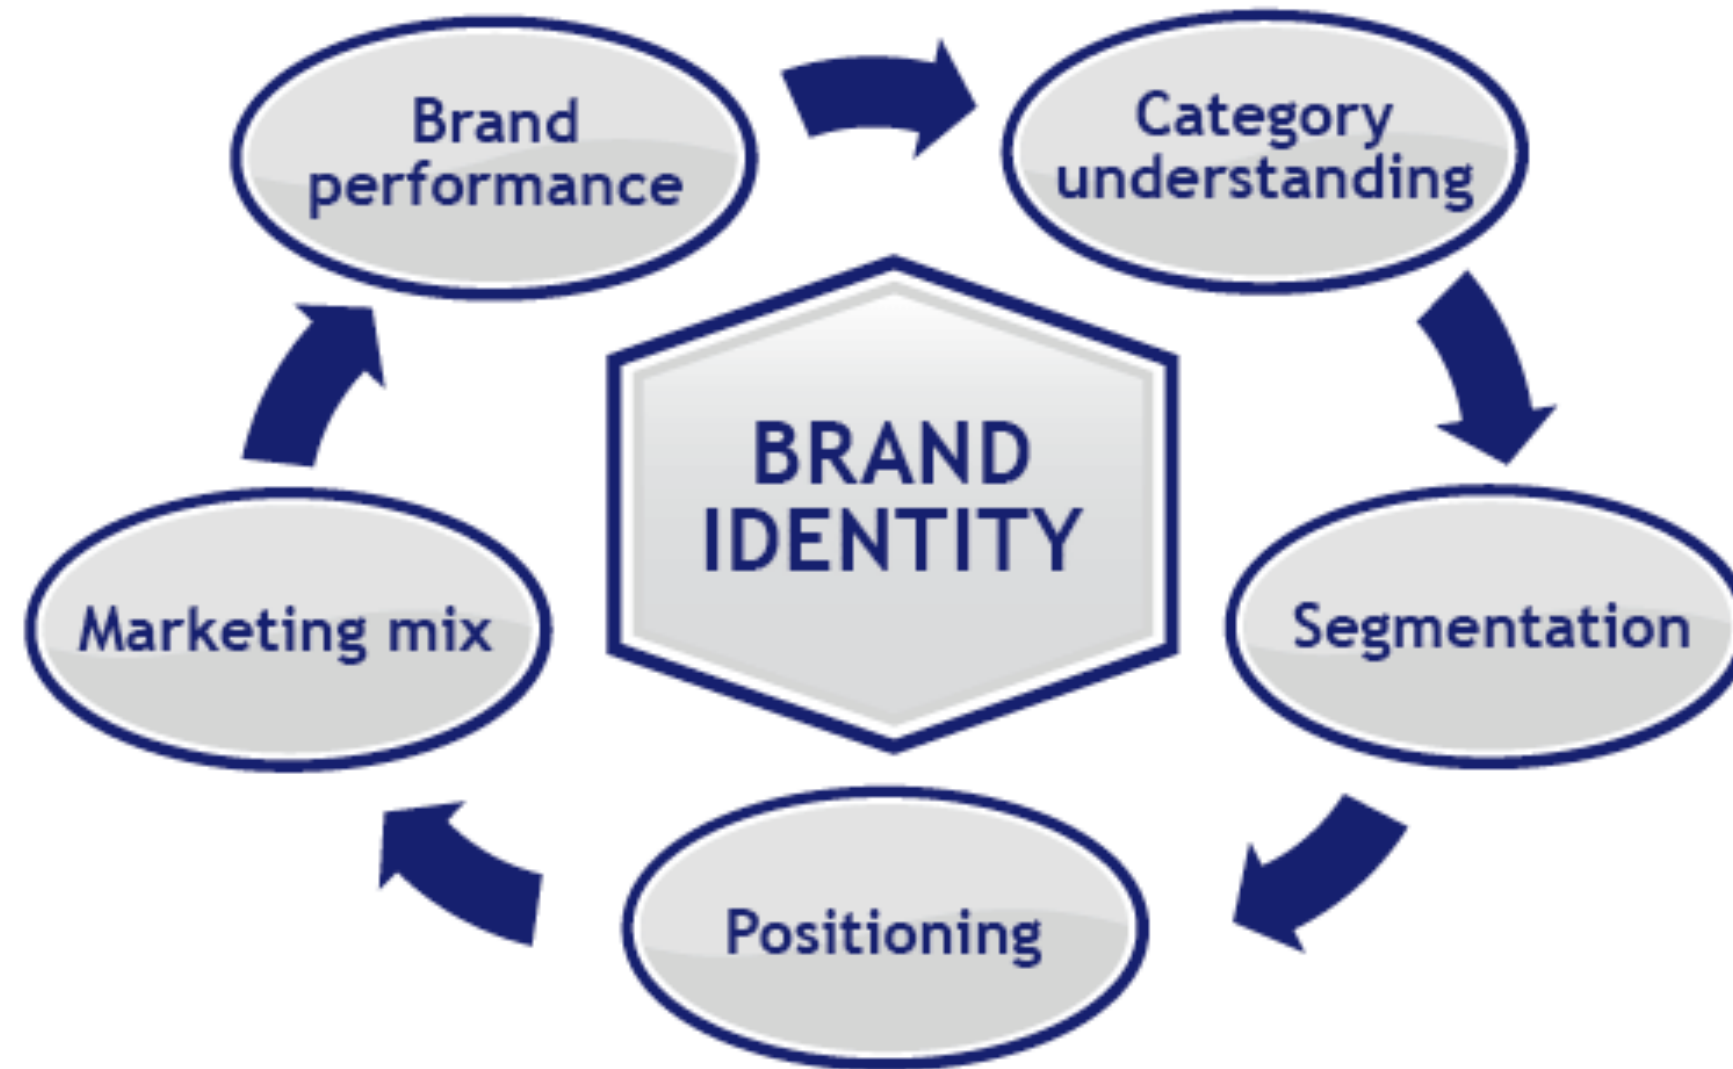 Brand
performance
Category
understanding
BRAND
IDENTITY
Marketing mix
Segmentation
Positioning